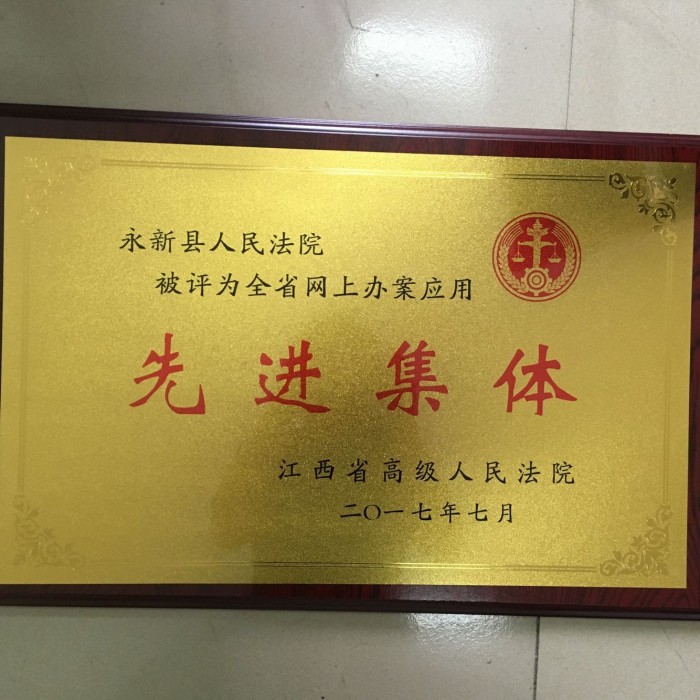 永新县人民法院
被评为全省网上办案应用
先进集体
江西省高级人民法院
二〇一七年七月